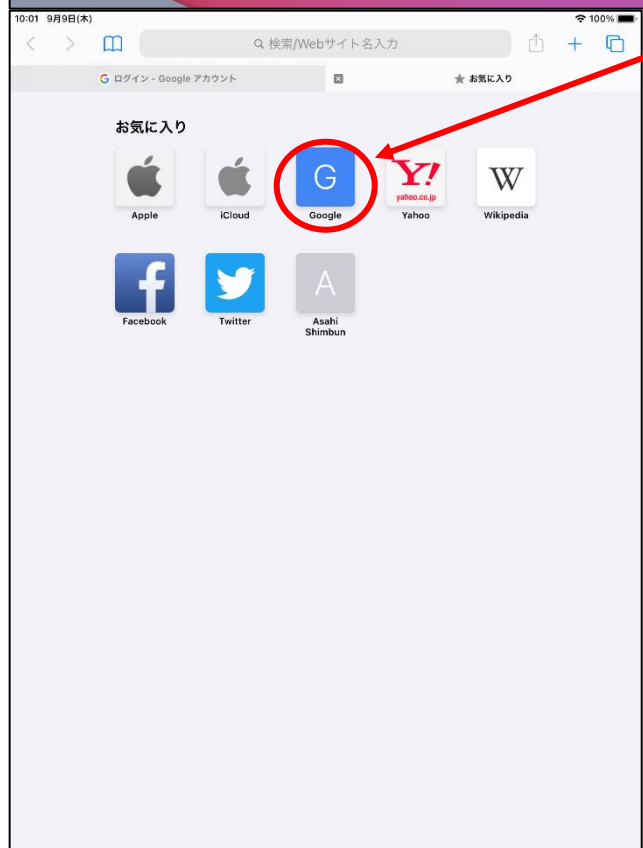 10:01 9月9日(木) 100%
検索/Webサイト名入力
G ログイン - Google アカウント ★ お気に入り
お気に入り
G Y! yahoo.co.jp W
Apple iCloud Google Yahoo Wikipedia
f A
Facebook Twitter Asahi Shimbun